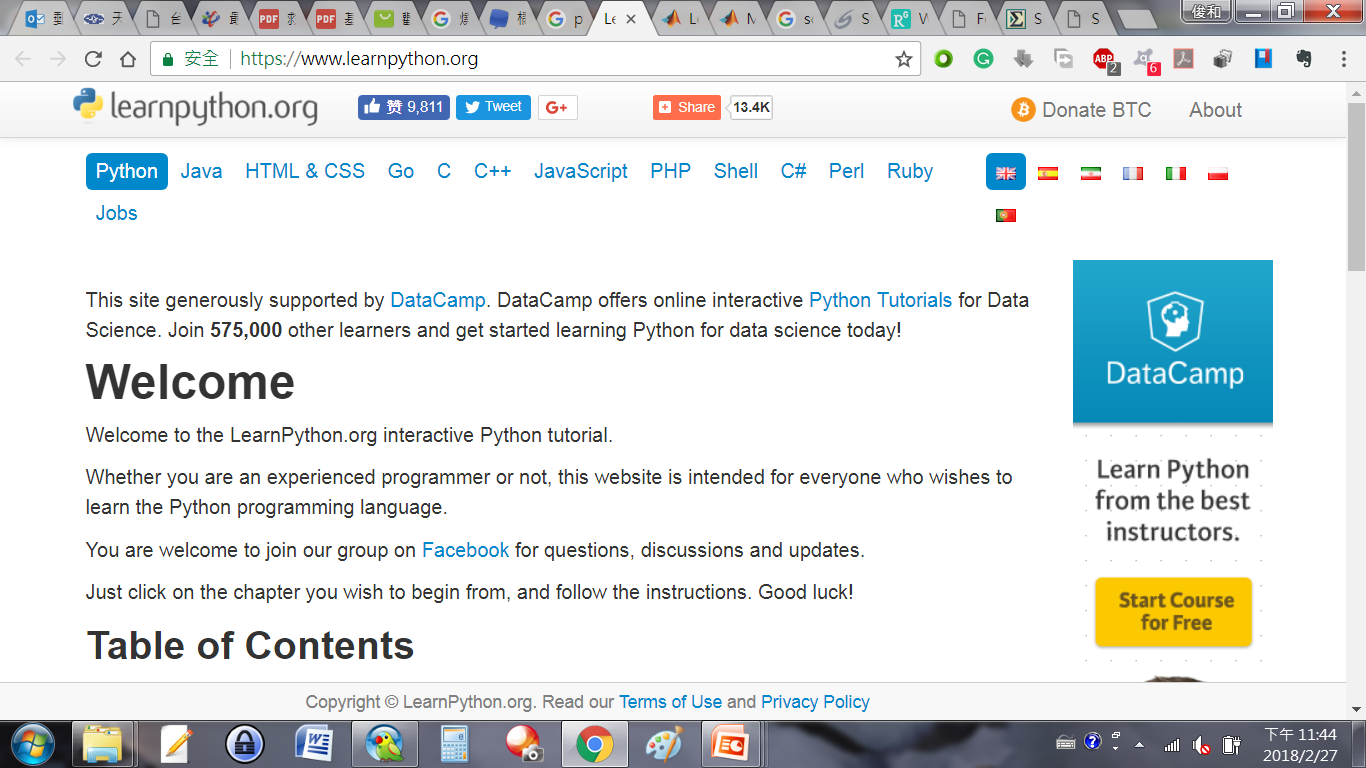 俊和
安全 https://www.learnpython.org
2 6
learnpython.org 赞 9,811 Tweet G+ Share 13.4K Donate BTC About
Python Java HTML & CSS Go C C++ JavaScript PHP Shell C# Perl Ruby
Jobs
This site generously supported by DataCamp. DataCamp offers online interactive Python Tutorials for Data
Science. Join 575,000 other learners and get started learning Python for data science today!
Welcome
Welcome to the LearnPython.org interactive Python tutorial.
Whether you are an experienced programmer or not, this website is intended for everyone who wishes to
learn the Python programming language.
You are welcome to join our group on Facebook for questions, discussions and updates.
Just click on the chapter you wish to begin from, and follow the instructions. Good luck!
Table of Contents
DataCamp
Learn Python
from the best
instructors.
Start Course
for Free
Copyright © LearnPython.org. Read our Terms of Use and Privacy Policy
下午 11:44
2018/2/27